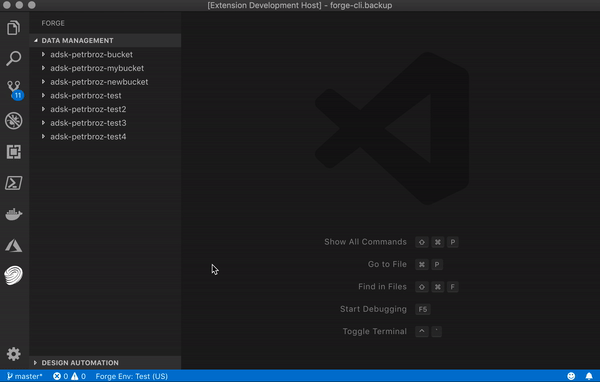 [Extension Development Host] - forge-cli.backup
FORGE
DATA MANAGEMENT
adsk-petrbroz-bucket
adsk-petrbroz-mybucket
adsk-petrbroz-newbucket
adsk-petrbroz-test
adsk-petrbroz-test2
adsk-petrbroz-test3
adsk-petrbroz-test4
11
Show All Commands ⇧ ⌘ P
Go to File ⌘ P
Find in Files ⇧ ⌘ F
Start Debugging F5
Toggle Terminal ^ `
DESIGN AUTOMATION
master* 0 0 Forge Env: Test (US)